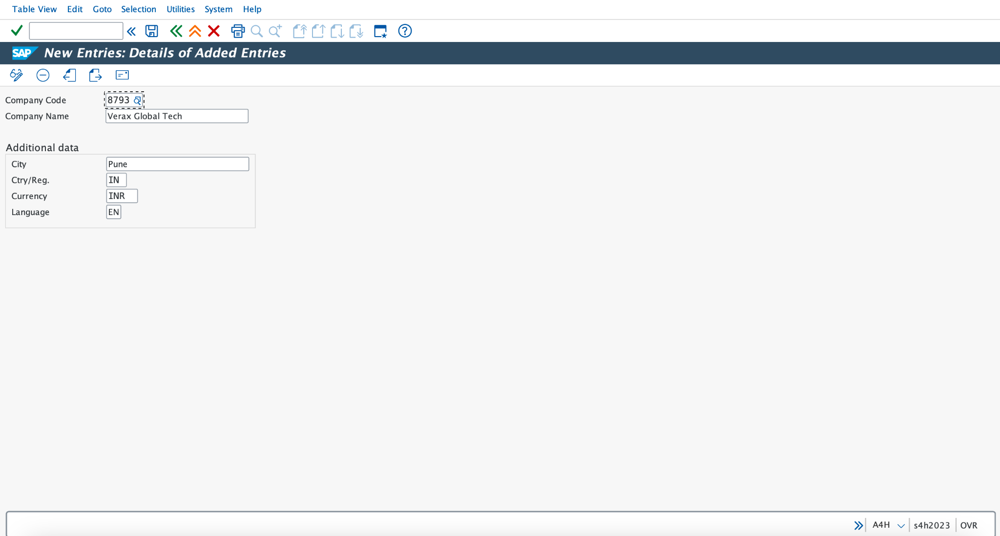 Table View Edit Goto Selection Utilities System Help
SAP New Entries: Details of Added Entries
Company Code 8793
Company Name Verax Global Tech
Additional data
City Pune
Ctry/Reg. IN
Currency INR
Language EN
A4H s4h2023 OVR